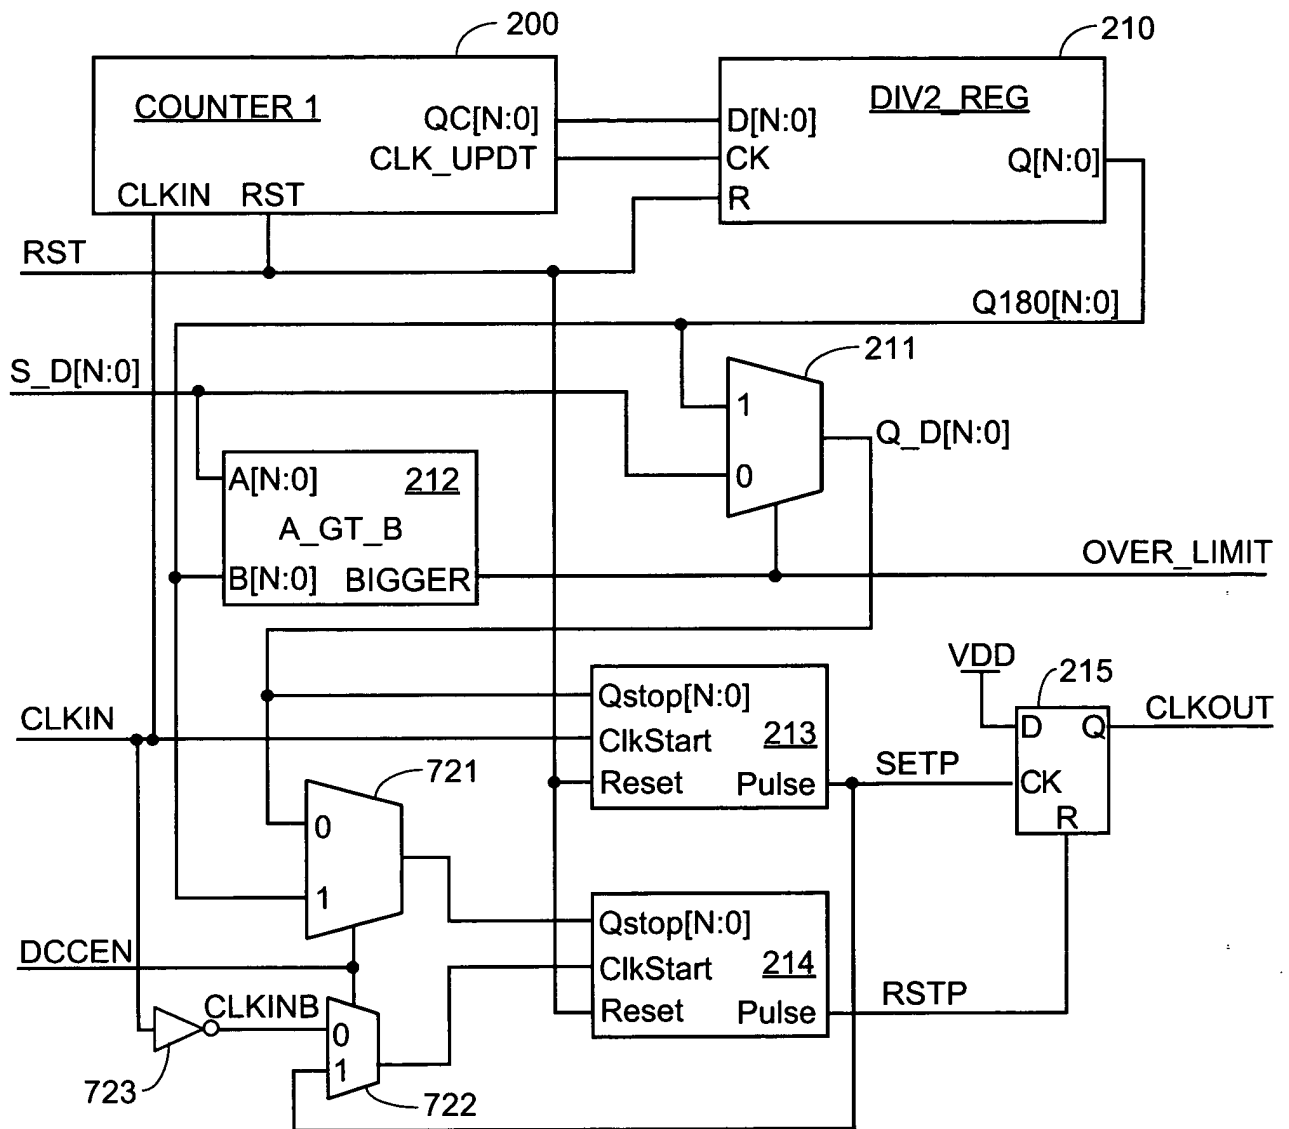 200
210
COUNTER 1
DIV2_REG
QC[N:0]
D[N:0]
CLK_UPDT
CK
Q[N:0]
CLKIN
RST
R
RST
Q180[N:0]
211
S_D[N:0]
1
Q_D[N:0]
A[N:0]
212
0
A_GT_B
B[N:0]
BIGGER
OVER_LIMIT
VDD
215
Qstop[N:0]
CLKIN
ClkStart
213
D
Q
CLKOUT
721
SETP
Reset
Pulse
CK
0
R
1
Qstop[N:0]
DCCEN
ClkStart
214
CLKINB
RSTP
Reset
Pulse
0
1
723
722